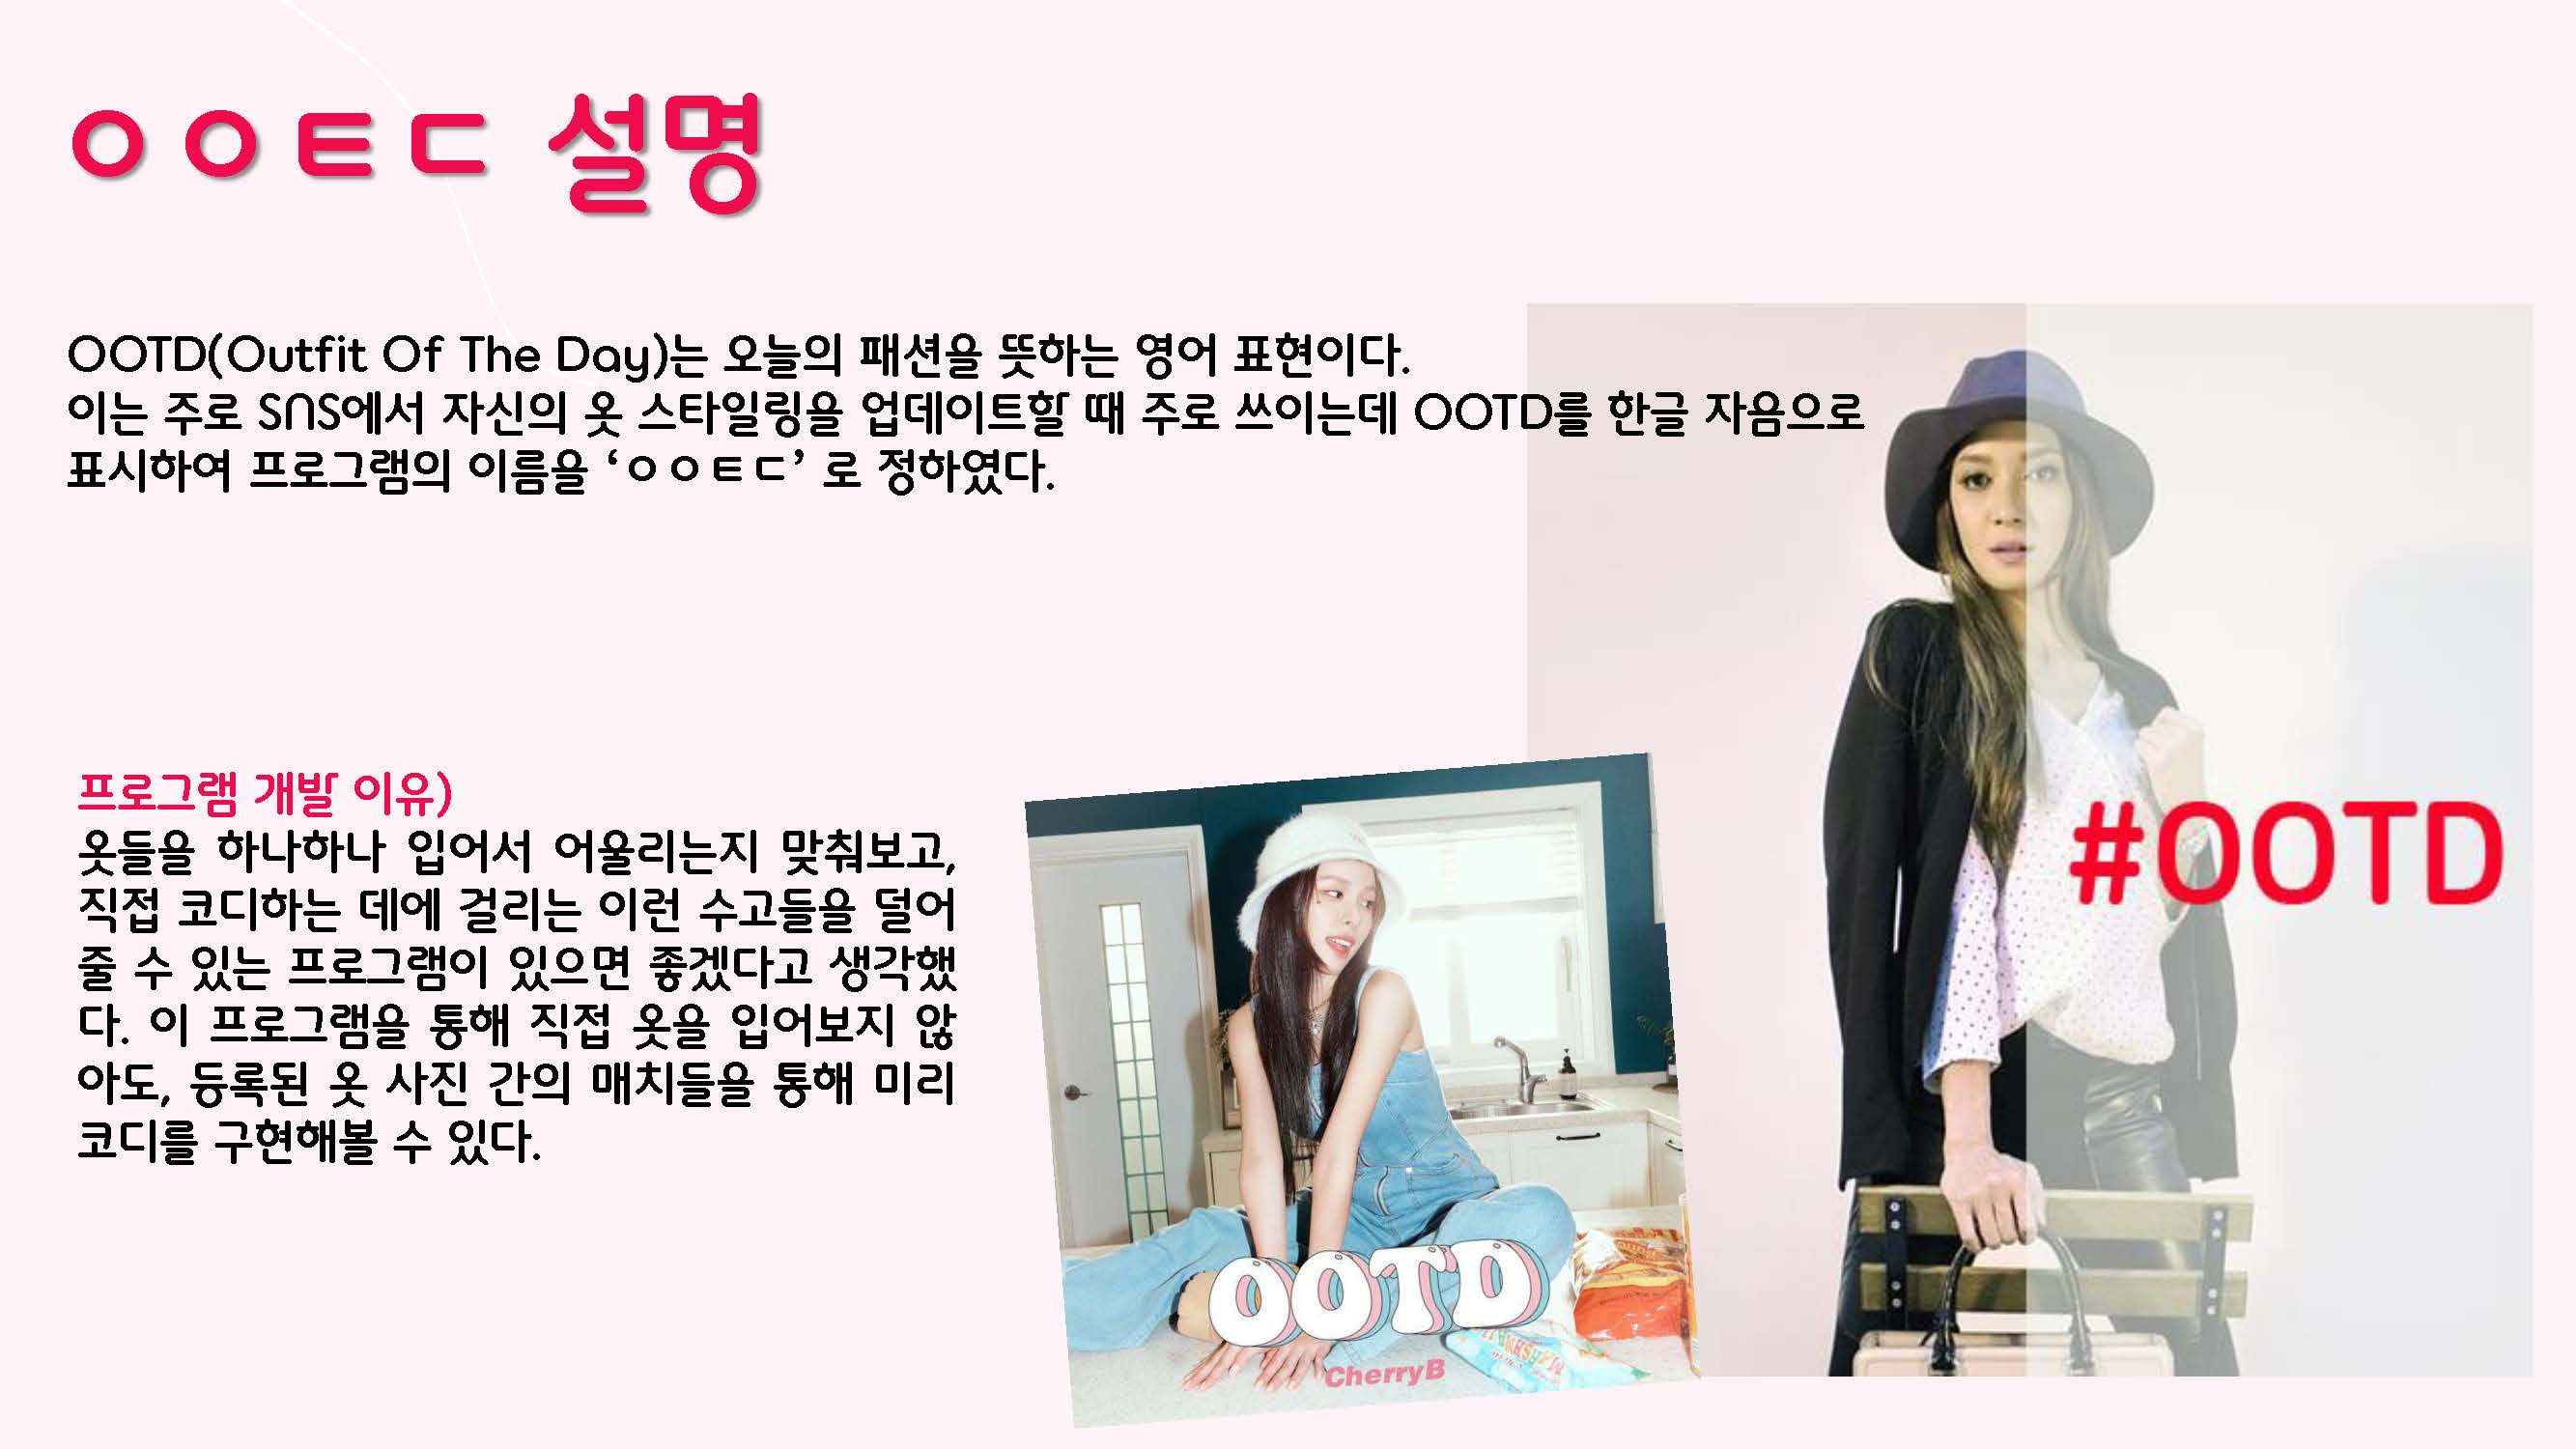 ㅇㅇㅌㄷ 설명
OOTD(Outfit Of The Day)는 오늘의 패션을 뜻하는 영어 표현이다.
이는 주로 SNS에서 자신의 옷 스타일링을 업데이트할 때 주로 쓰이는데 OOTD를 한글 자음으로
표시하여 프로그램의 이름을 ‘ㅇㅇㅌㄷ’ 로 정하였다.
프로그램 개발 이유)
옷들을 하나하나 입어서 어울리는지 맞춰보고,
직접 코디하는 데에 걸리는 이런 수고들을 덜어
줄 수 있는 프로그램이 있으면 좋겠다고 생각했
다. 이 프로그램을 통해 직접 옷을 입어보지 않
아도, 등록된 옷 사진 간의 매치들을 통해 미리
코디를 구현해볼 수 있다.
#OOTD
OOTD
CherryB